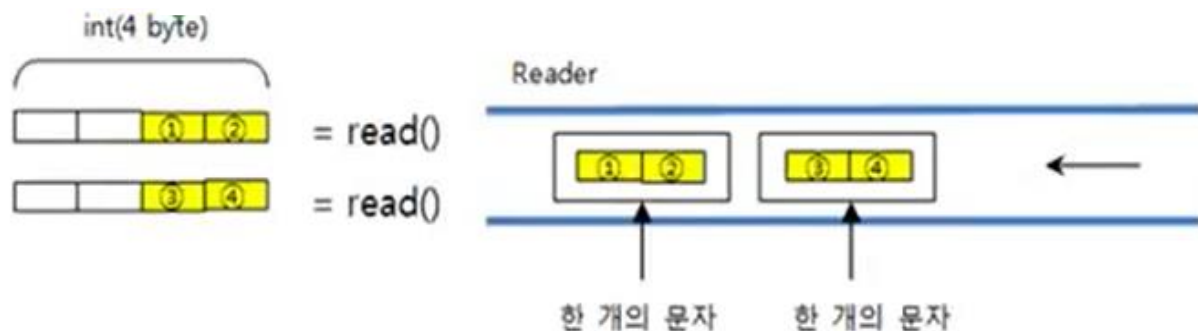 int(4 byte)
Reader
① ② = read()
① ② ③ ④
③ ④ = read()
한 개의 문자 한 개의 문자